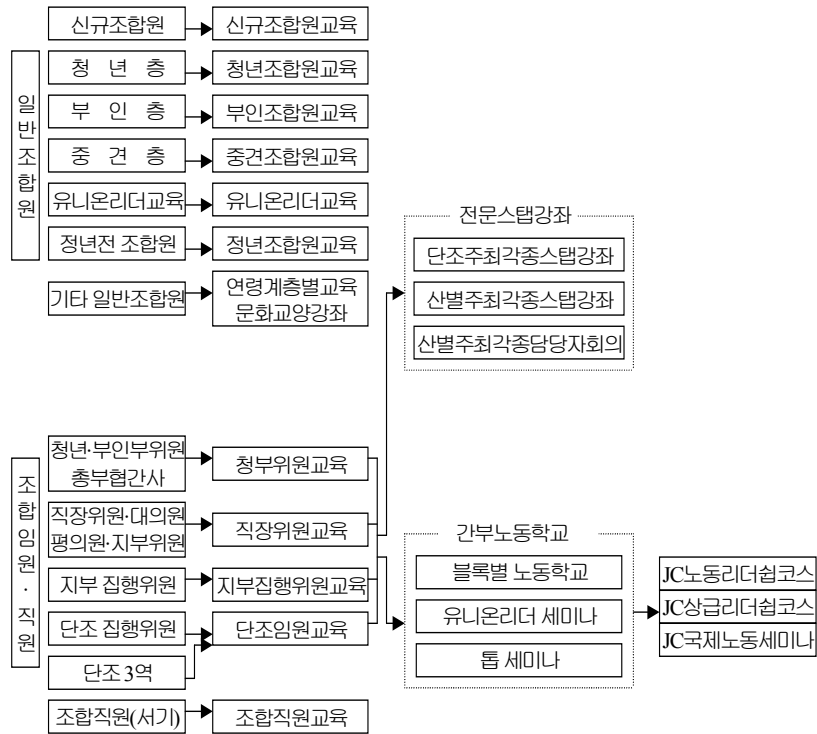 신규조합원
신규조합원교육
일반조합원
청 년 층
청년조합원교육
부 인 층
부인조합원교육
중 견 층
중견조합원교육
유니온리더교육
유니온리더교육
정년전 조합원
정년조합원교육
기타 일반조합원
연령계층별교육
문화교양강좌
전문스탭강좌
단조주최각종스탭강좌
산별주최각종스탭강좌
산별주최각종담당자회의
조합임원·직원
청년·부인부위원
총부협간사
청부위원교육
직장위원·대의원
평의원·지부위원
직장위원교육
지부 집행위원
지부집행위원교육
단조 집행위원
단조임원교육
단조 3역
조합직원(서기)
조합직원교육
간부노동학교
블록별 노동학교
유니온리더 세미나
톱 세미나
JC노동리더쉽코스
JC상급리더쉽코스
JC국제노동세미나